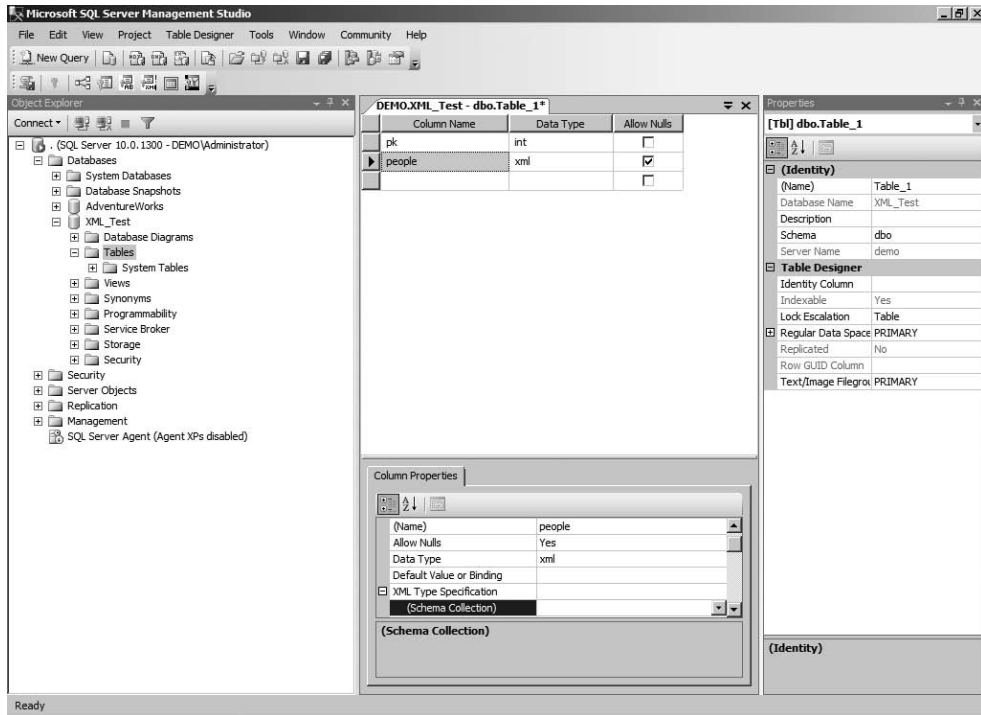 Microsoft SQL Server Management Studio
File Edit View Project Table Designer Tools Window Community Help
New Query
Object Explorer
Connect
. (SQL Server 10.0.1300 - DEMO\Administrator)
Databases
System Databases
Database Snapshots
AdventureWorks
XML_Test
Database Diagrams
Tables
System Tables
Views
Synonyms
Programmability
Service Broker
Storage
Security
Security
Server Objects
Replication
Management
SQL Server Agent (Agent XPs disabled)
DEMO.XML_Test - dbo.Table_1*
Column Name Data Type Allow Nulls
pk int
people xml
Column Properties
(Name) people
Allow Nulls Yes
Data Type xml
Default Value or Binding
XML Type Specification
(Schema Collection)
(Schema Collection)
Properties
[Tbl] dbo.Table_1
(Identity)
(Name) Table_1
Database Name XML_Test
Description
Schema dbo
Server Name demo
Table Designer
Identity Column
Indexable Yes
Lock Escalation Table
Regular Data Space PRIMARY
Replicated No
Row GUID Column
Text/Image Filegrou PRIMARY
(Identity)
Ready